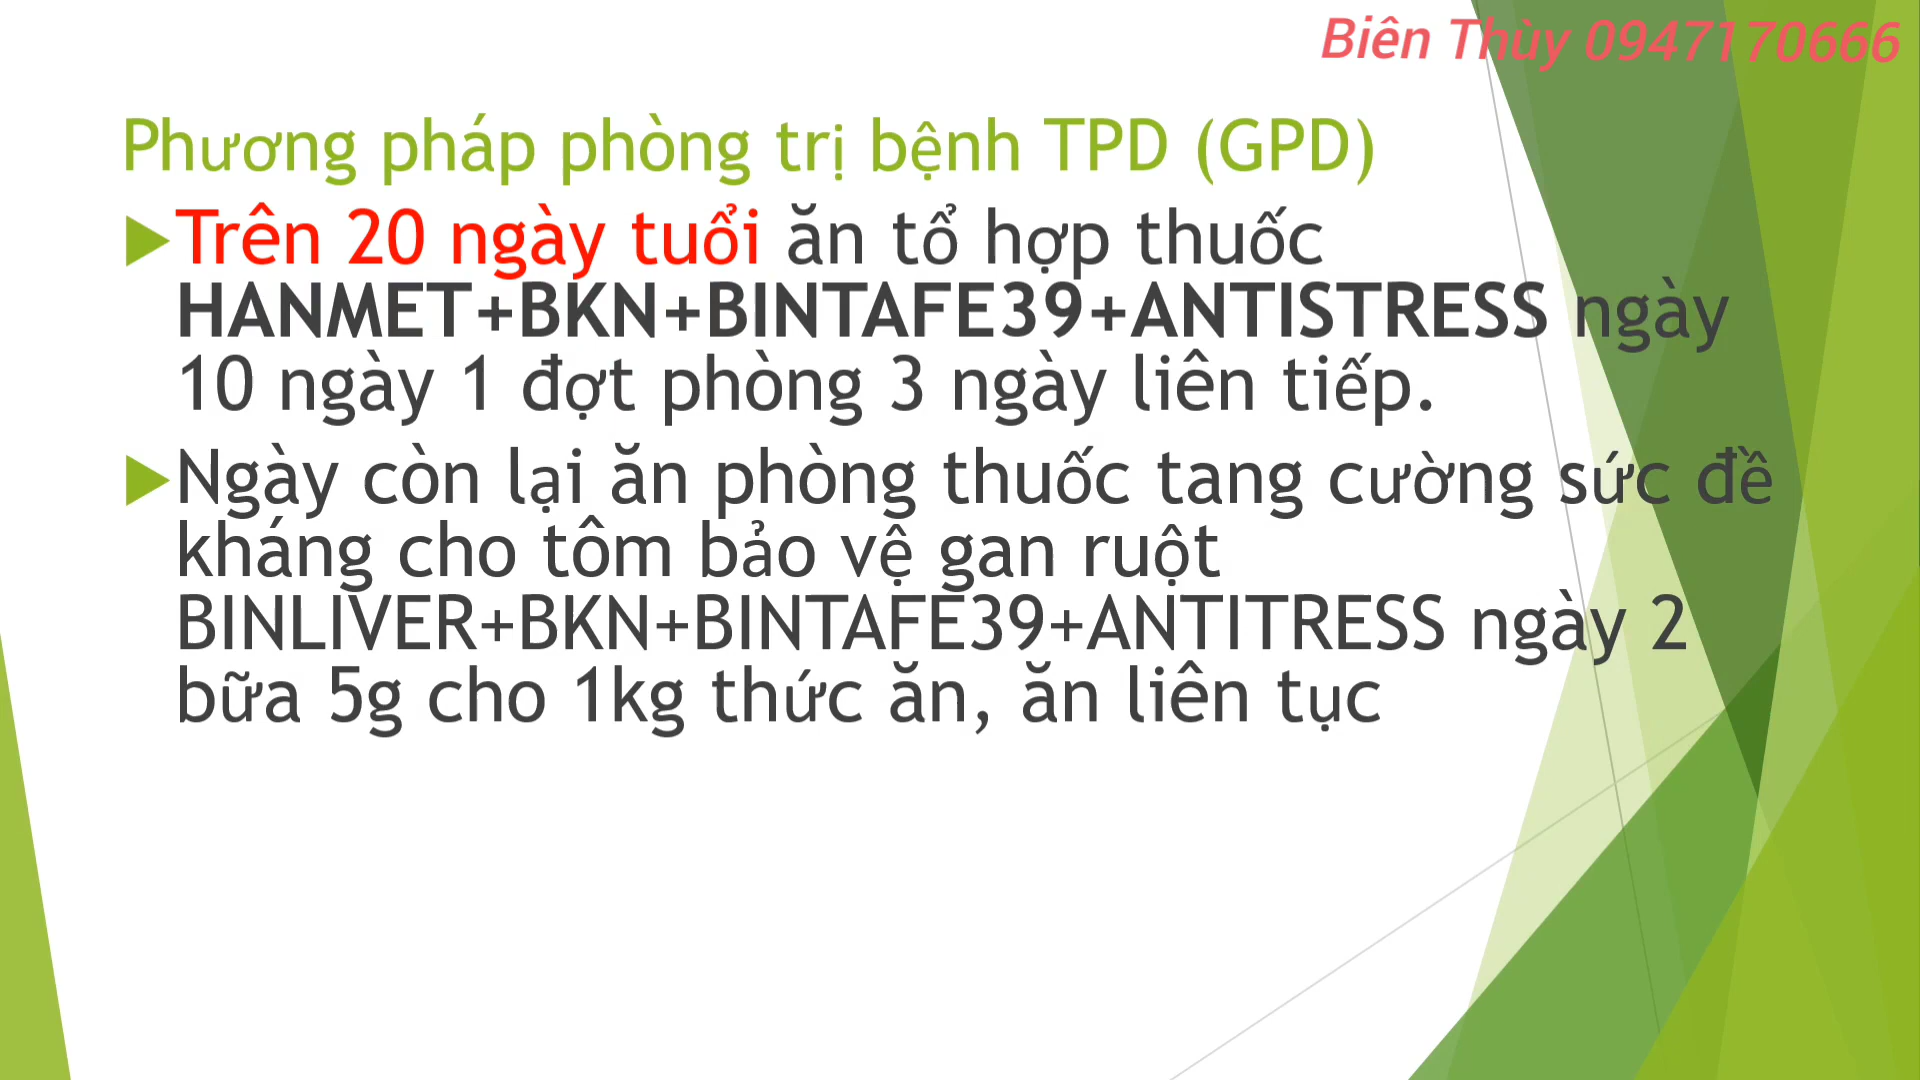 Biên Thùy 0947170666
Phương pháp phòng trị bệnh TPD (GPD)
Trên 20 ngày tuổi ăn tổ hợp thuốc
HANMET+BKN+BINTAFE39+ANTISTRESS ngày
10 ngày 1 đợt phòng 3 ngày liên tiếp.
Ngày còn lại ăn phòng thuốc tang cường sức đề
kháng cho tôm bảo vệ gan ruột
BINLIVER+BKN+BINTAFE39+ANTITRESS ngày 2
bữa 5g cho 1kg thức ăn, ăn liên tục